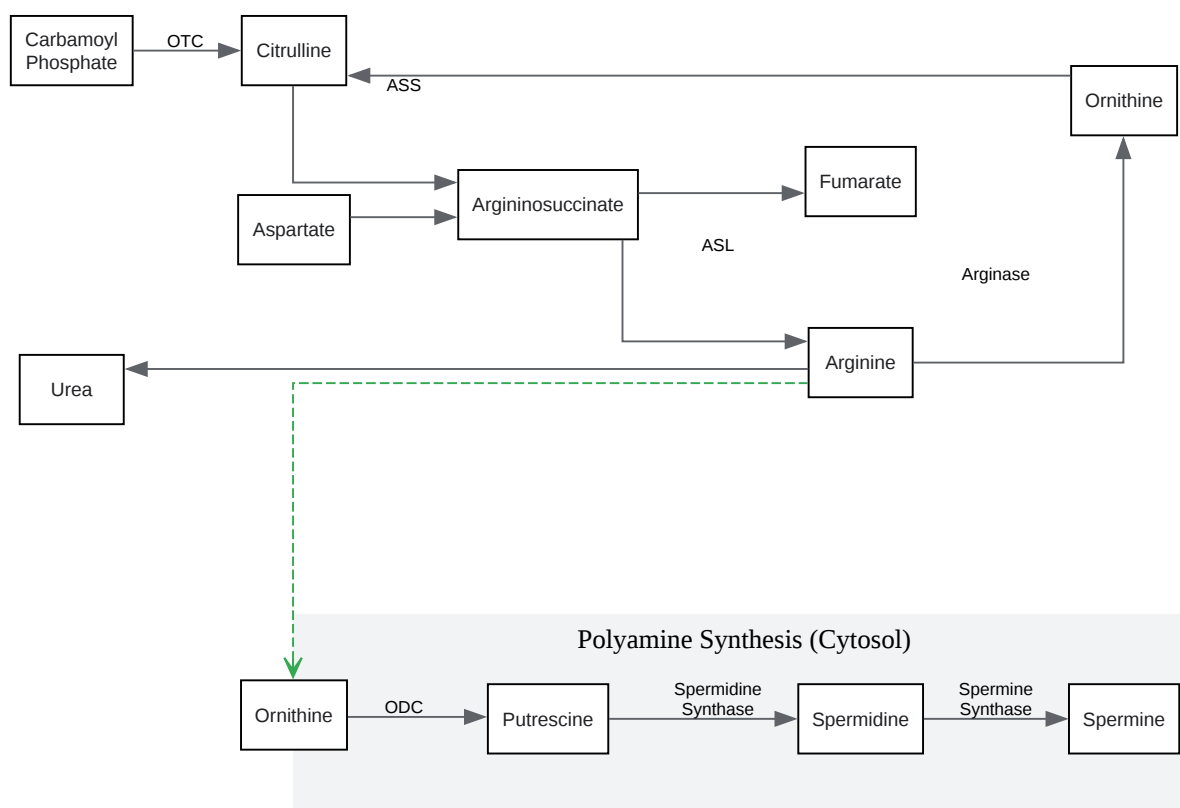 Carbamoyl
Phosphate
OTC
Citrulline
ASS
Ornithine
Argininosuccinate
Fumarate
Aspartate
ASL
Arginase
Arginine
Urea
Polyamine Synthesis (Cytosol)
Ornithine
ODC
Putrescine
Spermidine
Synthase
Spermidine
Spermine
Synthase
Spermine